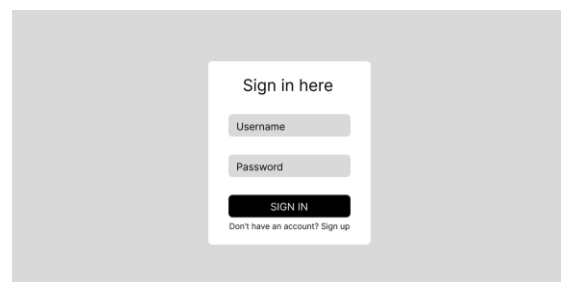 Sign in here
Username
Password
SIGN IN
Don't have an account? Sign up